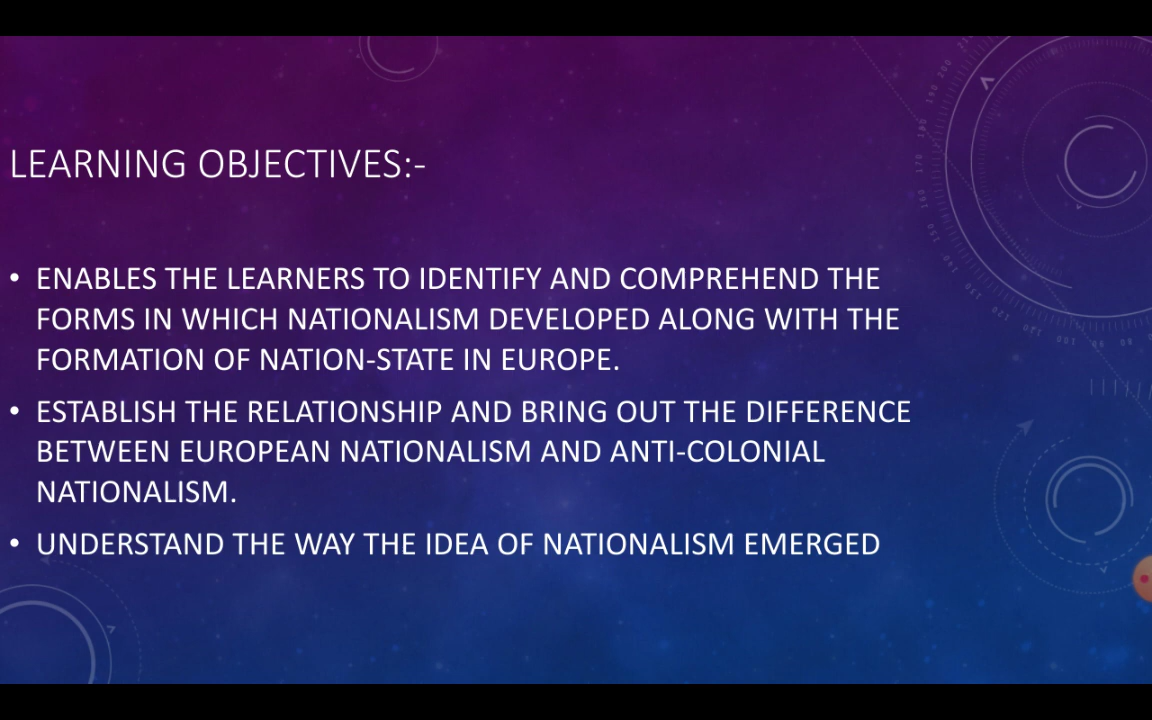 LEARNING OBJECTIVES:-
• ENABLES THE LEARNERS TO IDENTIFY AND COMPREHEND THE
FORMS IN WHICH NATIONALISM DEVELOPED ALONG WITH THE
FORMATION OF NATION-STATE IN EUROPE.
• ESTABLISH THE RELATIONSHIP AND BRING OUT THE DIFFERENCE
BETWEEN EUROPEAN NATIONALISM AND ANTI-COLONIAL
NATIONALISM.
• UNDERSTAND THE WAY THE IDEA OF NATIONALISM EMERGED